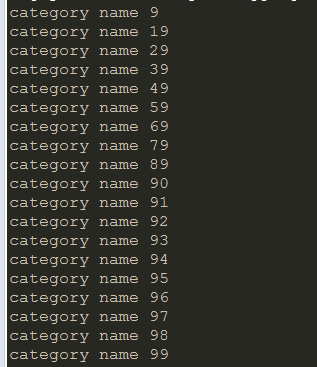 category name 9
category name 19
category name 29
category name 39
category name 49
category name 59
category name 69
category name 79
category name 89
category name 90
category name 91
category name 92
category name 93
category name 94
category name 95
category name 96
category name 97
category name 98
category name 99